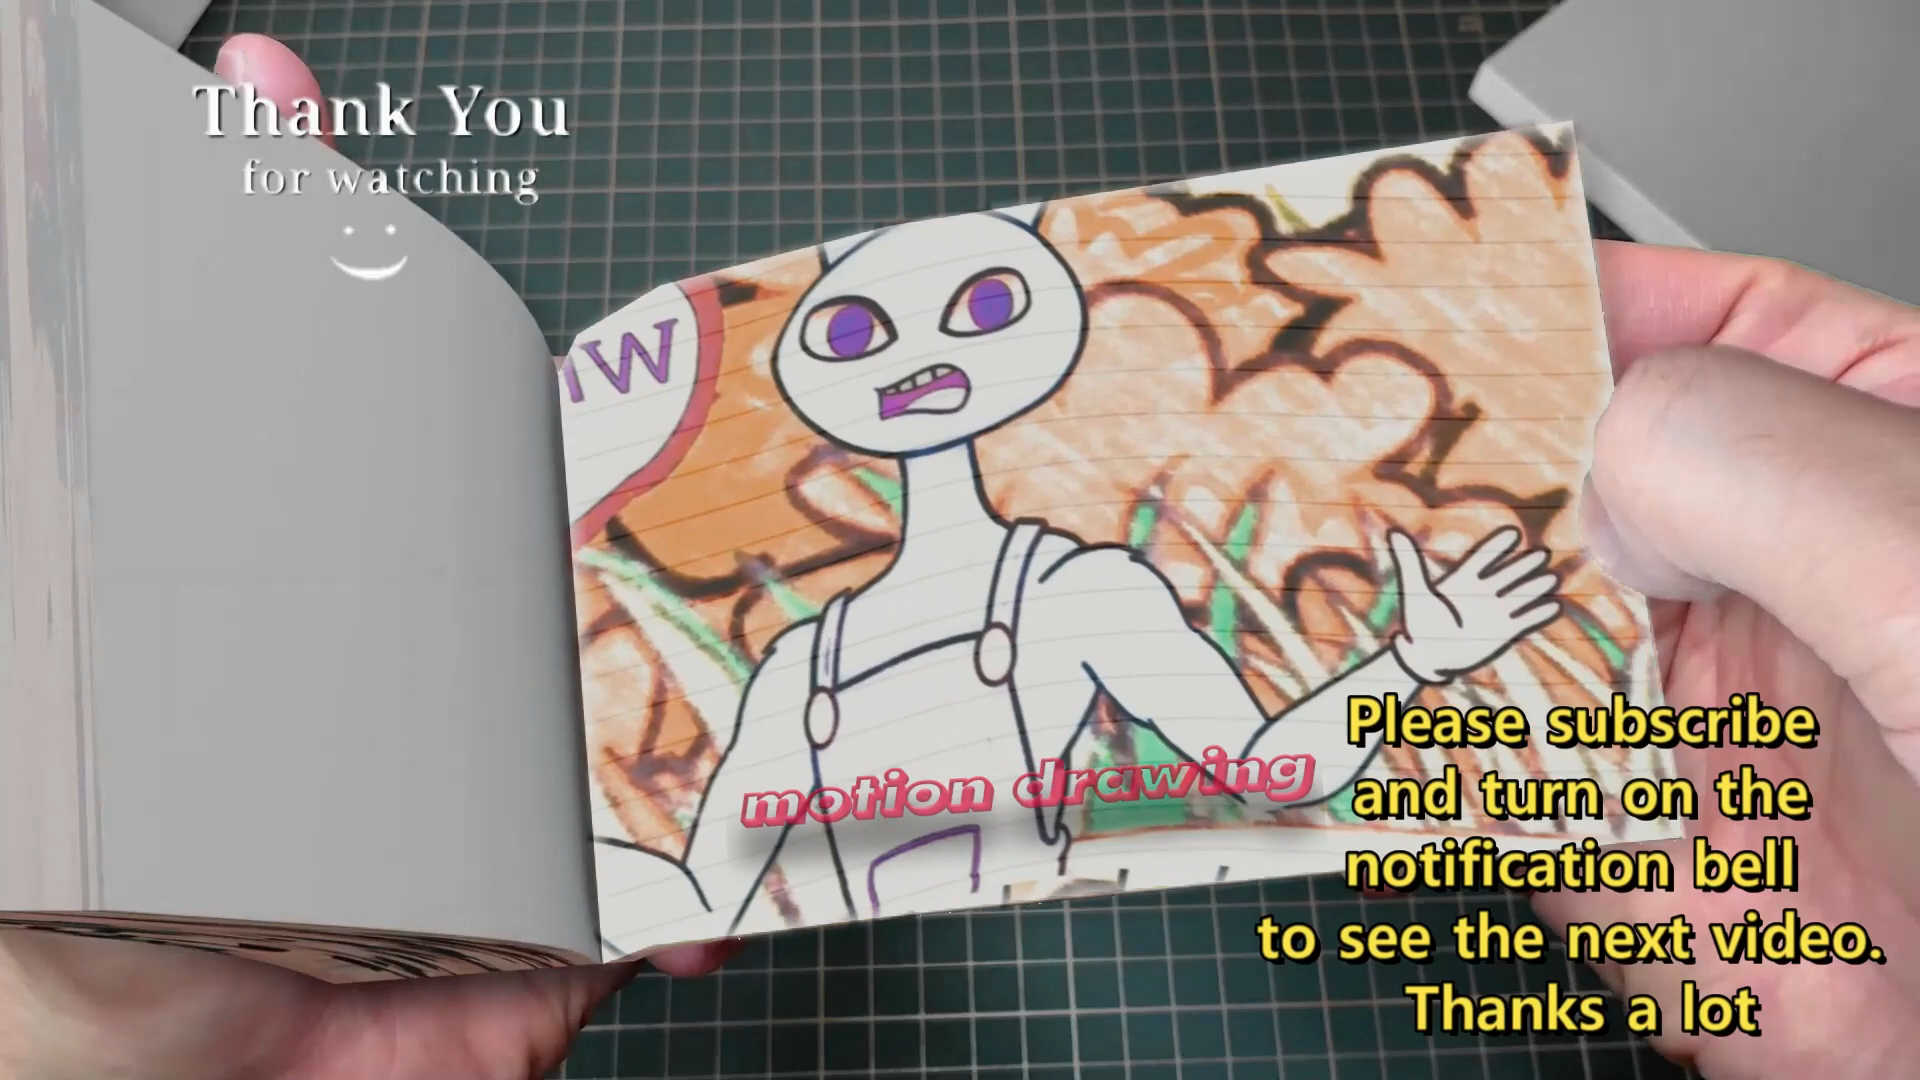 Thank You
for watching
motion drawing
Please subscribe
and turn on the
notification bell
to see the next video.
Thanks a lot